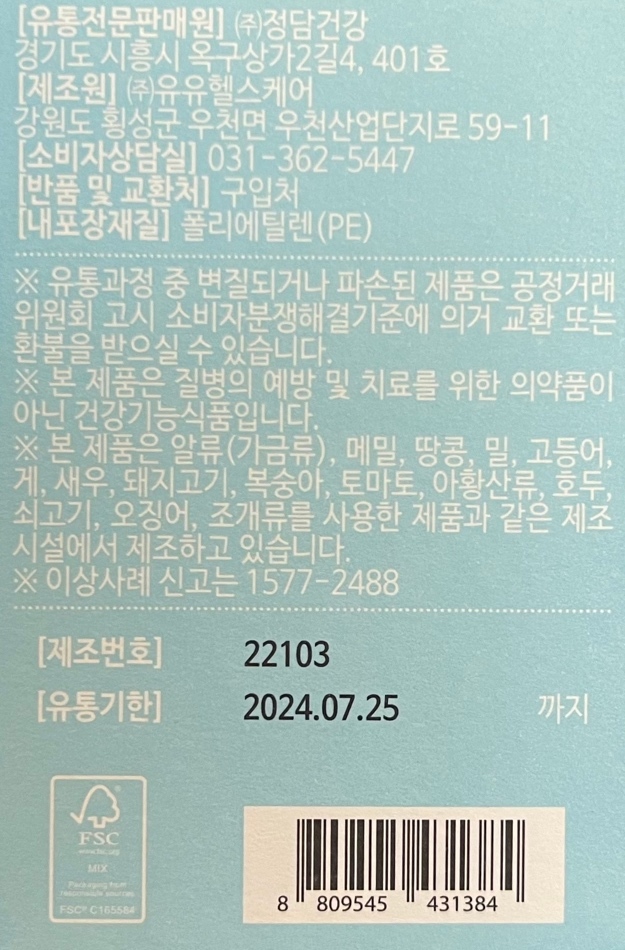 [유통전문판매원] ㈜정담건강
경기도 시흥시 옥구상가2길4, 401호
[제조원] ㈜유유헬스케어
강원도 횡성군 우천면 우천산업단지로 59-11
[소비자상담실] 031-362-5447
[반품 및 교환처] 구입처
[내포장재질] 폴리에틸렌(PE)
※ 유통과정 중 변질되거나 파손된 제품은 공정거래
위원회 고시 소비자분쟁해결기준에 의거 교환 또는
환불을 받으실 수 있습니다.
※ 본 제품은 질병의 예방 및 치료를 위한 의약품이
아닌 건강기능식품입니다.
※ 본 제품은 알류(가금류), 메밀, 땅콩, 밀, 고등어,
게, 새우, 돼지고기, 복숭아, 토마토, 아황산류, 호두,
쇠고기, 오징어, 조개류를 사용한 제품과 같은 제조
시설에서 제조하고 있습니다.
※ 이상사례 신고는 1577-2488
[제조번호] 22103
[유통기한] 2024.07.25 까지
FSC
www.fsc.org
MIX
Packaging from
responsible sources
FSC® C165584
8 809545 431384